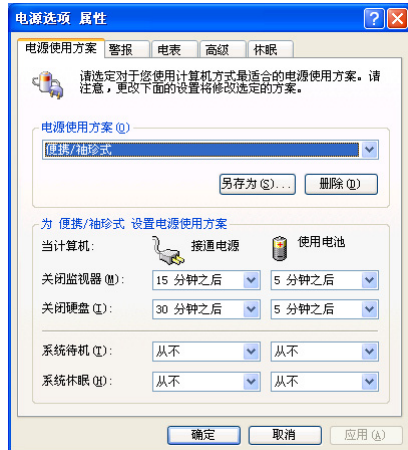 电源选项 属性
电源使用方案 警报 电表 高级 休眠
请选定对于您使用计算机方式最适合的电源使用方案。请
注意，更改下面的设置将修改选定的方案。
电源使用方案(O)
便携/袖珍式
另存为(S)... 删除(D)
为 便携/袖珍式 设置电源使用方案
当计算机: 接通电源 使用电池
关闭监视器(M): 15 分钟之后 5 分钟之后
关闭硬盘(I): 30 分钟之后 5 分钟之后
系统待机(T): 从不 从不
系统休眠(H): 从不 从不
确定 取消 应用(A)